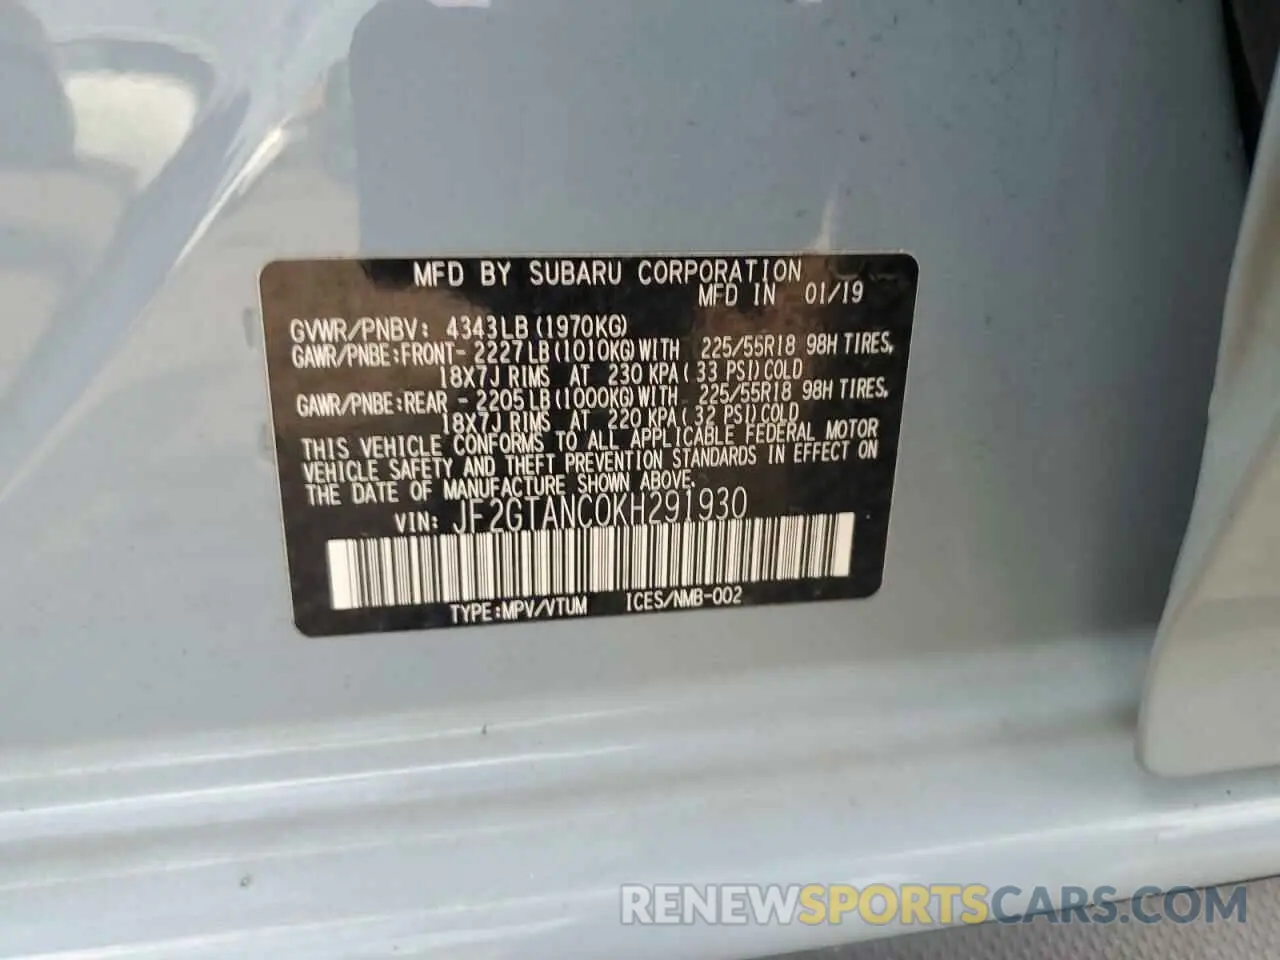 MFD BY SUBARU CORPORATION
MFD IN 01/19
GVWR/PNBV: 4343LB (1970KG)
GAWR/PNBE:FRONT- 2227LB(1010KG)WITH 225/55R18 98H TIRES,
18X7J RIMS AT 230 KPA( 33 PSI)COLD
GAWR/PNBE:REAR - 2205LB(1000KG)WITH 225/55R18 98H TIRES,
18X7J RIMS AT 220 KPA( 32 PSI)COLD
THIS VEHICLE CONFORMS TO ALL APPLICABLE FEDERAL MOTOR
VEHICLE SAFETY AND THEFT PREVENTION STANDARDS IN EFFECT ON
THE DATE OF MANUFACTURE SHOWN ABOVE.
VIN: JF2GTANC0KH291930
TYPE:MPV/VTUM ICES/NMB-002
RENEWSPORTSCARS.COM